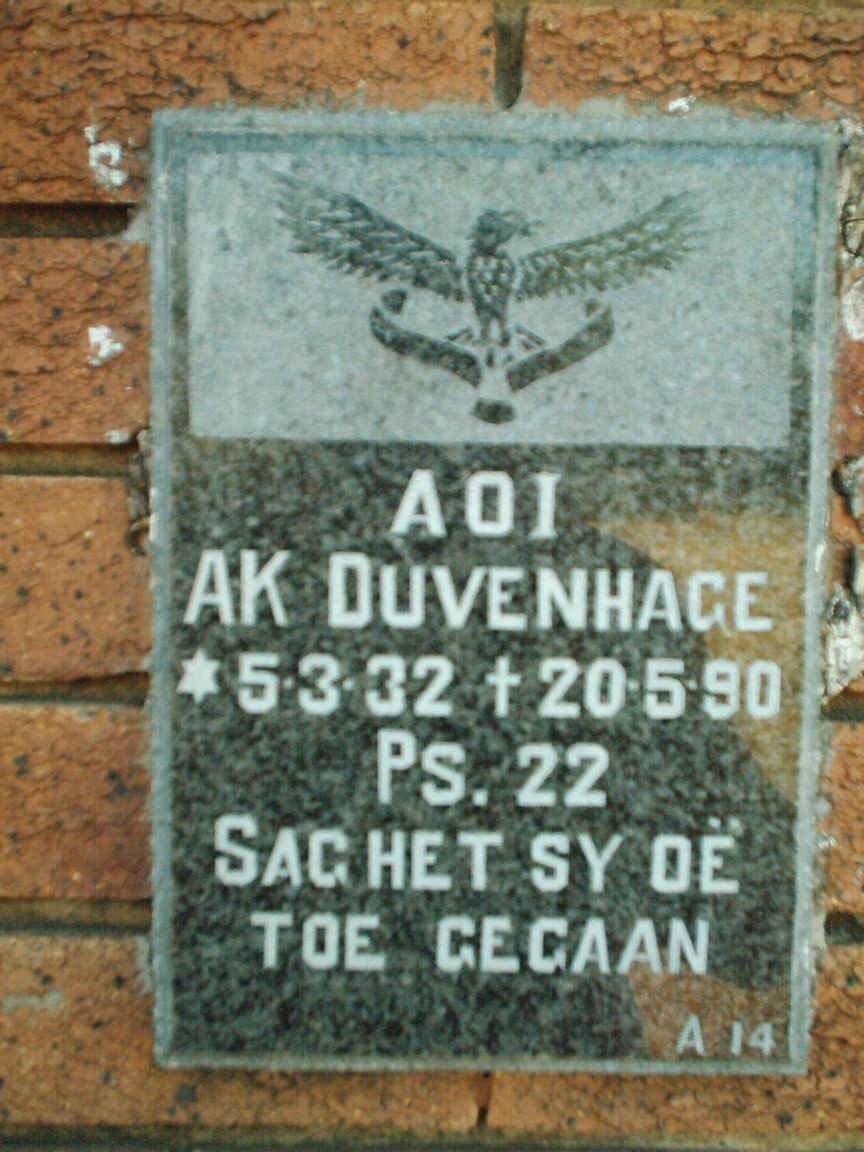 AOI
AK DUVENHAGE
* 5·3·32 † 20·5·90
PS. 22
SAG HET SY OË
TOE GEGAAN
A 14